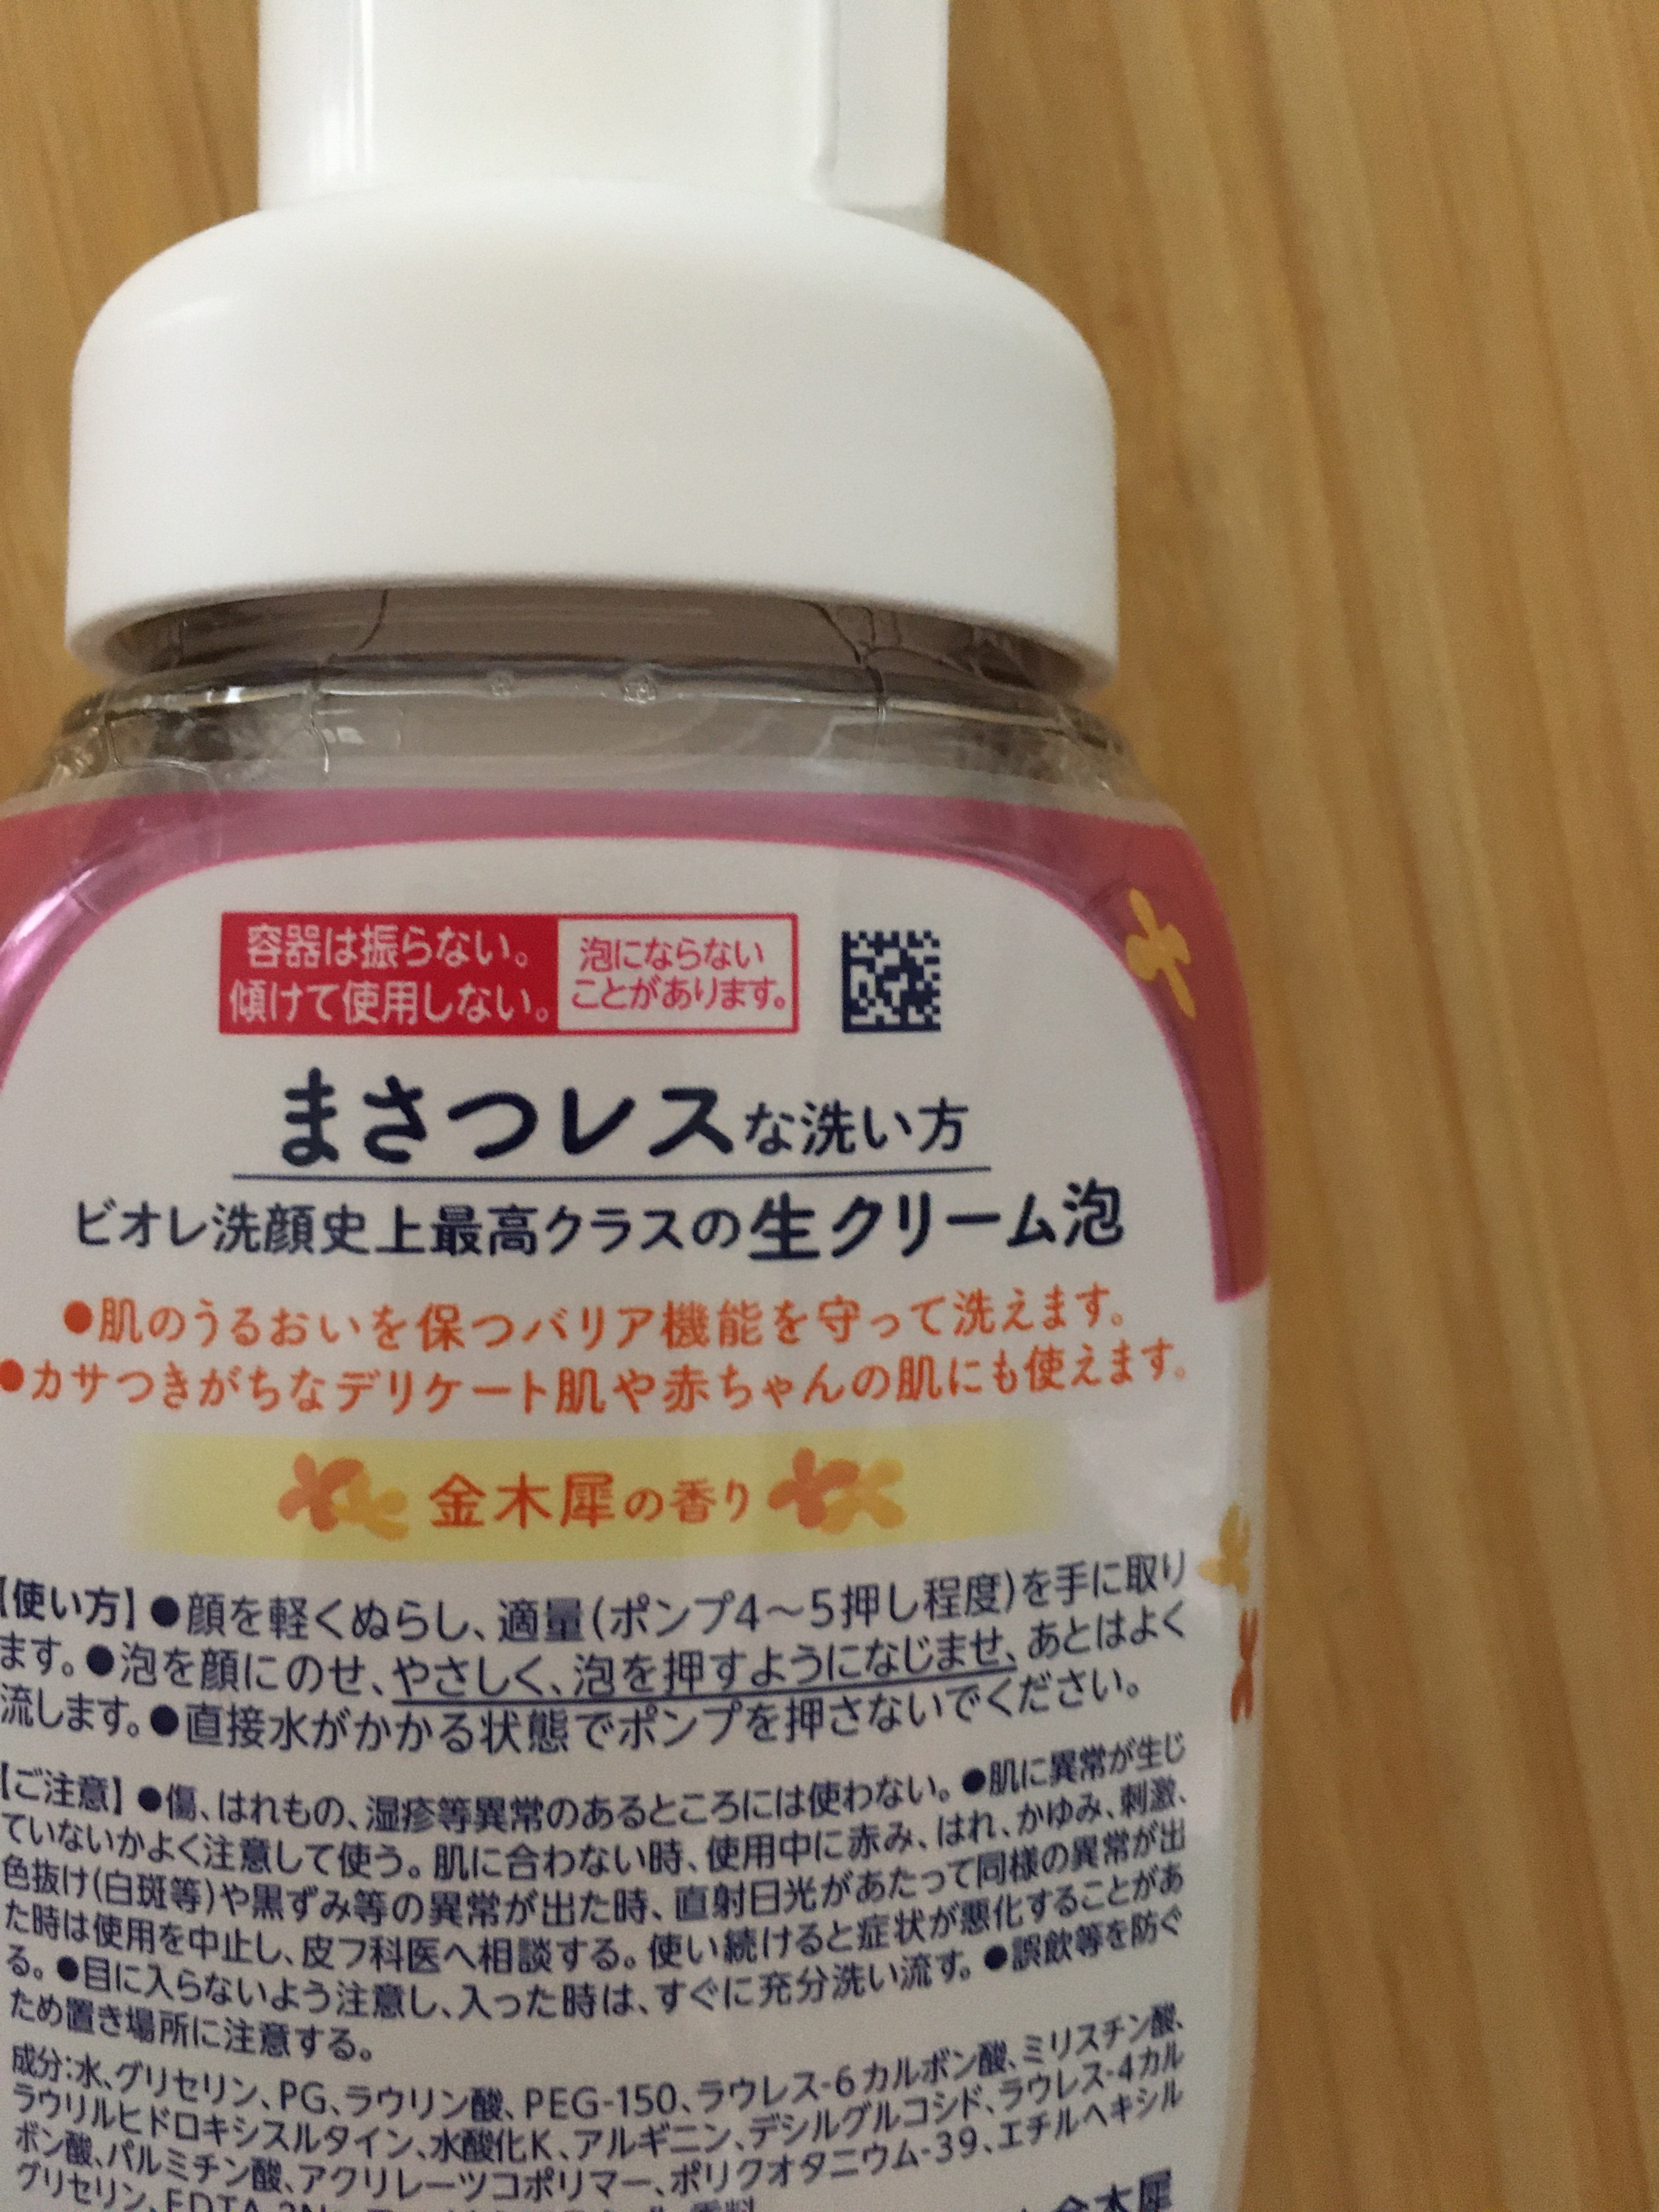 容器は振らない。
傾けて使用しない。
泡にならない
ことがあります。
まさつレスな洗い方
ビオレ洗顔史上最高クラスの生クリーム泡
●肌のうるおいを保つバリア機能を守って洗えます。
●カサつきがちなデリケート肌や赤ちゃんの肌にも使えます。
金木犀の香り
【使い方】●顔を軽くぬらし、適量(ポンプ4～5押し程度)を手に取り
ます。●泡を顔にのせ、やさしく、泡を押すようになじませ、あとはよく
流します。●直接水がかかる状態でポンプを押さないでください。
【ご注意】●傷、はれもの、湿疹等異常のあるところには使わない。●肌に異常が生じ
ていないかよく注意して使う。肌に合わない時、使用中に赤み、はれ、かゆみ、刺激、
色抜け(白斑等)や黒ずみ等の異常が出た時、直射日光があたって同様の異常が出
た時は使用を中止し、皮フ科医へ相談する。使い続けると症状が悪化することがあ
る。●目に入らないよう注意し、入った時は、すぐに充分洗い流す。●誤飲等を防ぐ
ため置き場所に注意する。
成分:水、グリセリン、PG、ラウリン酸、PEG-150、ラウレス-6カルボン酸、ミリスチン酸、
ラウリルヒドロキシスルタイン、水酸化K、アルギニン、デシルグルコシド、ラウレス-4カル
ボン酸、パルミチン酸、アクリレーツコポリマー、ポリクオタニウム-39、エチルヘキシル
グリセリン、EDTA-2Na、香料
金木犀